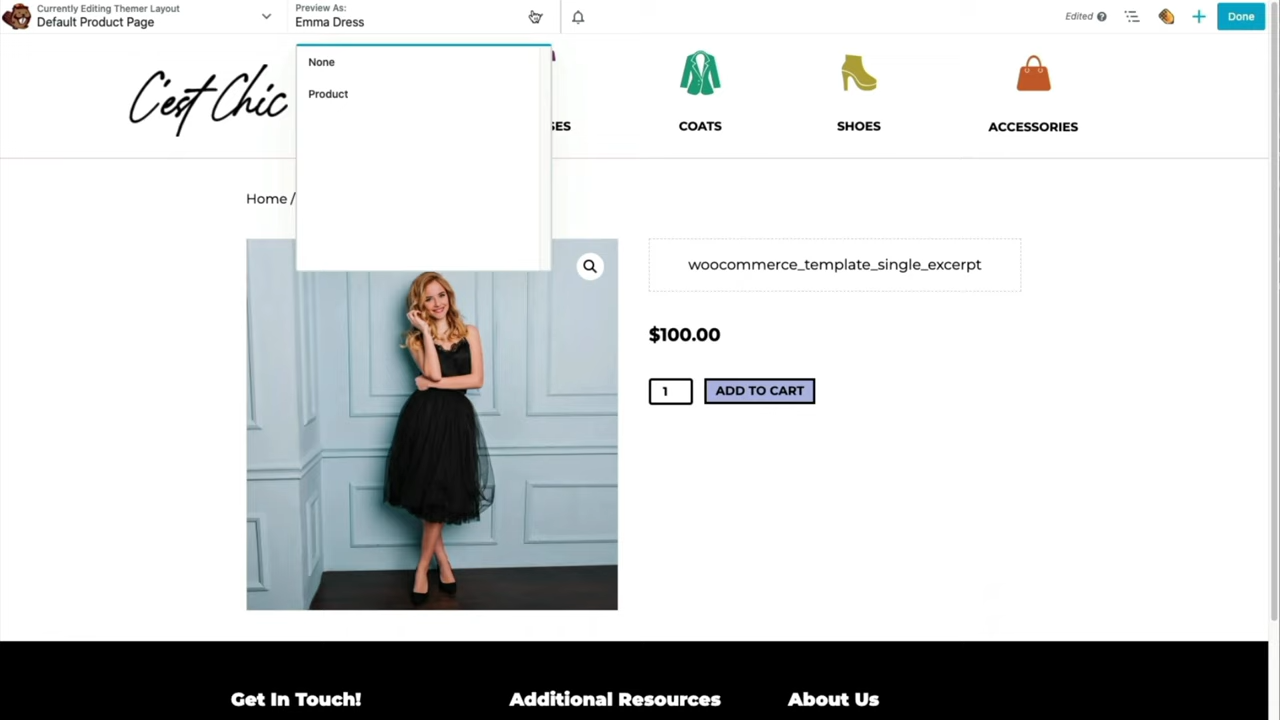 Currently Editing Themer Layout
Default Product Page
Preview As:
Emma Dress
Edited
Done
None
Product
C'est Chic
SES
COATS
SHOES
ACCESSORIES
Home /
woocommerce_template_single_excerpt
$100.00
1
ADD TO CART
Get In Touch!
Additional Resources
About Us